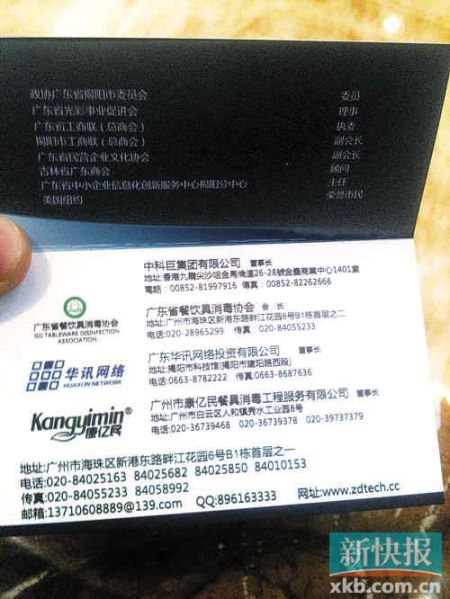 政协广东省揭阳市委员会 委员
广东省光彩事业促进会 理事
广东省工商联（总商会） 执委
揭阳市工商联（总商会） 副会长
广东省民营企业文化协会 副会长
吉林省广东商会 顾问
广东省中小企业信息化创新服务中心揭阳分中心 主任
美国纽约 荣誉市民
中科巨集团有限公司 董事长
地址:香港九龍尖沙咀金馬倫道26-28號金壘商業中心1401室
電話：00852-81997916 傳真：00852-82262666
广东省餐饮具消毒协会 会 长
地址:广州市海珠区新港东路畔江花园6号B1栋首层之二
电话:020-28965299 传真:020-84055233
广东省餐饮具消毒协会
GD TABLEWARE DISINFECTION
ASSOCIATION
广东华讯网络投资有限公司 董事长
地址:揭阳市科技馆(揭阳市建阳路西段)
电话:0663-8782222 传真:0663-8687636
华讯网络
HUAXUN NETWORK
广州市康亿民餐具消毒工程服务有限公司 董事长
地址:广州市白云区人和镇秀水工业园8号
电话:020-36739468 020-36739378 020-39737379
Kangyimin
康亿民
地址:广州市海珠区新港东路畔江花园6号B1栋首层之一
电话:020-84025163 84025682 84025850 84010153
传真:020-84055233 84058992
邮箱:13710608889@139.com QQ:896163333 网址:www.zdtech.cc
新快报
xkb.com.cn